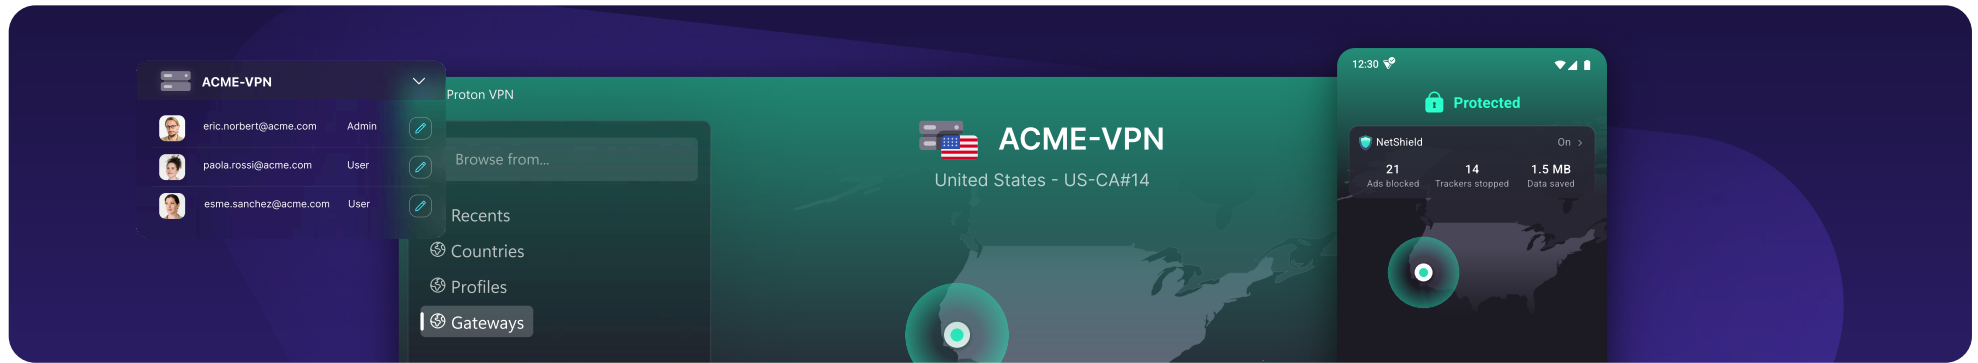 ACME-VPN
eric.norbert@acme.com Admin
paola.rossi@acme.com User
esme.sanchez@acme.com User
Proton VPN
Browse from...
Recents
Countries
Profiles
Gateways
ACME-VPN
United States - US-CA#14
12:30
Protected
NetShield On
21 14 1.5 MB
Ads blocked Trackers stopped Data saved